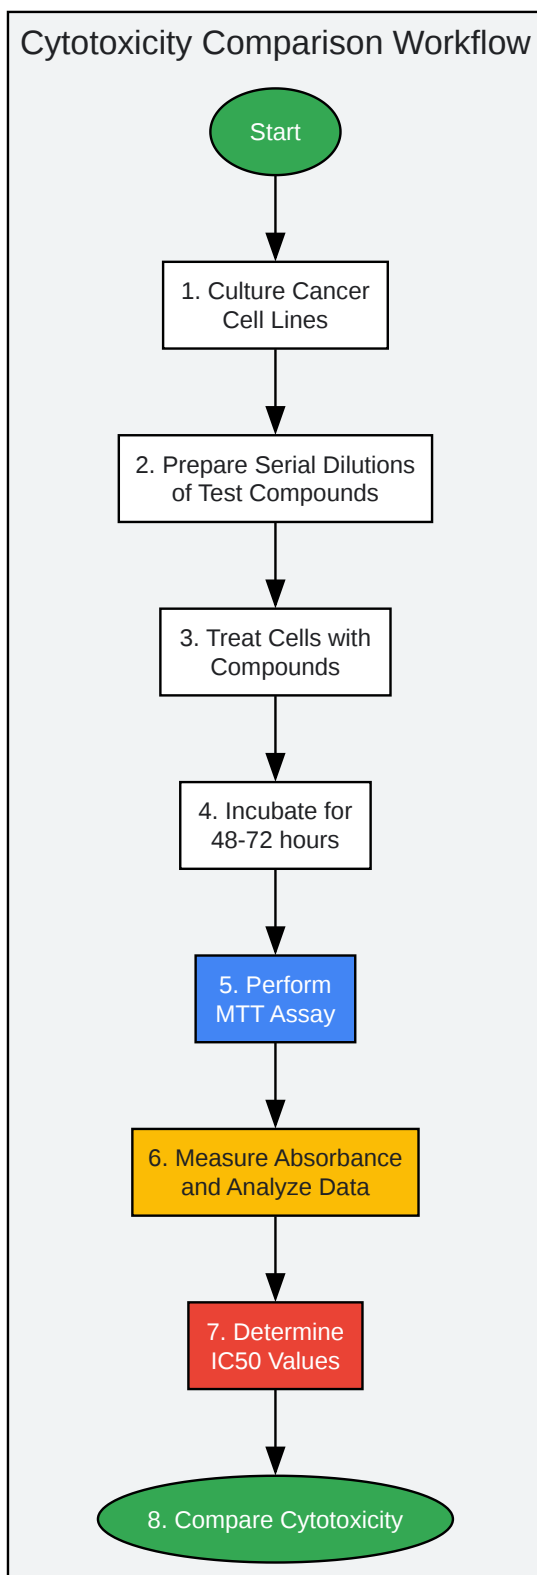 Cytotoxicity Comparison Workflow
Start
1. Culture Cancer
Cell Lines
2. Prepare Serial Dilutions
of Test Compounds
3. Treat Cells with
Compounds
4. Incubate for
48-72 hours
5. Perform
MTT Assay
6. Measure Absorbance
and Analyze Data
7. Determine
IC50 Values
8. Compare Cytotoxicity